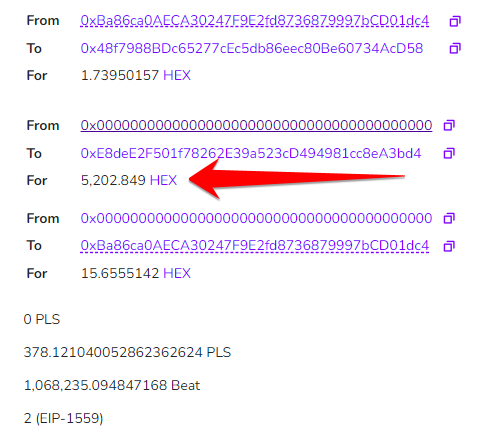 From 0xBa86ca0AECA30247F9E2fd8736879997bCD01dc4
To 0x48f7988BDc65277cEc5db86eec80Be60734AcD58
For 1.73950157 HEX
From 0x0000000000000000000000000000000000000000
To 0xE8deE2F501f78262E39a523cD494981cc8eA3bd4
For 5,202.849 HEX
From 0x0000000000000000000000000000000000000000
To 0xBa86ca0AECA30247F9E2fd8736879997bCD01dc4
For 15.6555142 HEX
0 PLS
378.121040052862362624 PLS
1,068,235.094847168 Beat
2 (EIP-1559)